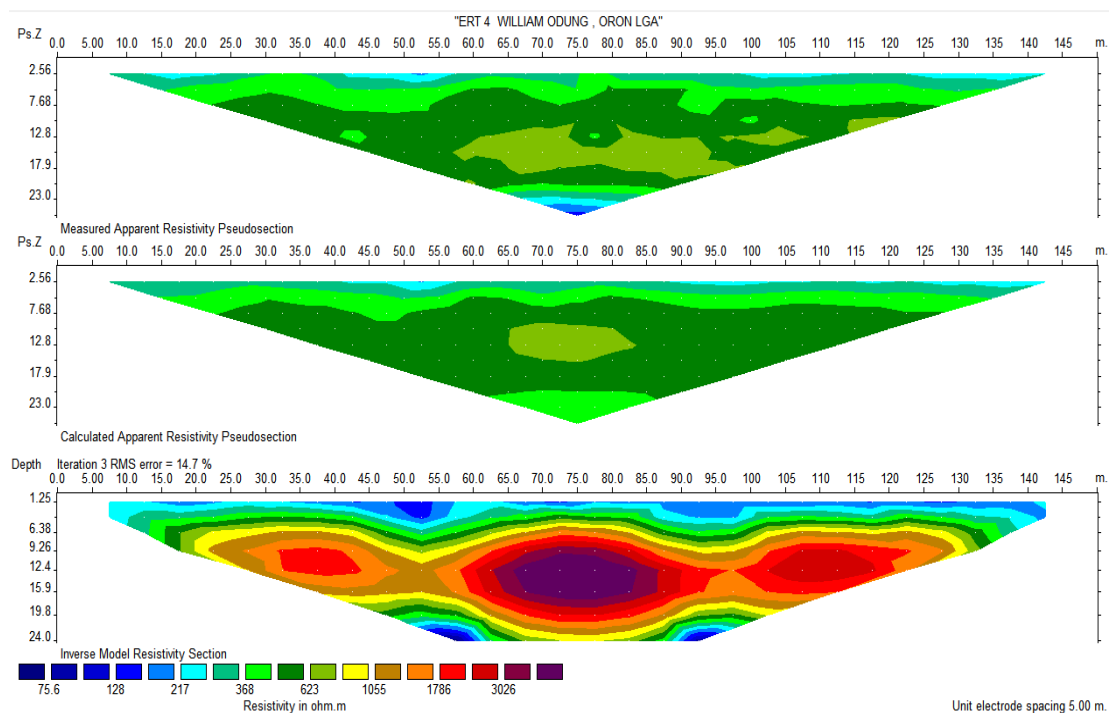 "ERT 4 WILLIAM ODUNG , ORON LGA"
Ps.Z 0.0 5.00 10.0 15.0 20.0 25.0 30.0 35.0 40.0 45.0 50.0 55.0 60.0 65.0 70.0 75.0 80.0 85.0 90.0 95.0 100.0 105 110 115 120 125 130 135 140 145 m.
2.56
7.68
12.8
17.9
23.0
Measured Apparent Resistivity Pseudosection
Ps.Z 0.0 5.00 10.0 15.0 20.0 25.0 30.0 35.0 40.0 45.0 50.0 55.0 60.0 65.0 70.0 75.0 80.0 85.0 90.0 95.0 100.0 105 110 115 120 125 130 135 140 145 m.
2.56
7.68
12.8
17.9
23.0
Calculated Apparent Resistivity Pseudosection
Depth Iteration 3 RMS error = 14.7 %
0.0 5.00 10.0 15.0 20.0 25.0 30.0 35.0 40.0 45.0 50.0 55.0 60.0 65.0 70.0 75.0 80.0 85.0 90.0 95.0 100.0 105 110 115 120 125 130 135 140 145 m.
1.25
6.38
9.26
12.4
15.9
19.8
24.0
Inverse Model Resistivity Section
75.6 128 217 368 623 1055 1786 3026
Resistivity in ohm.m Unit electrode spacing 5.00 m.